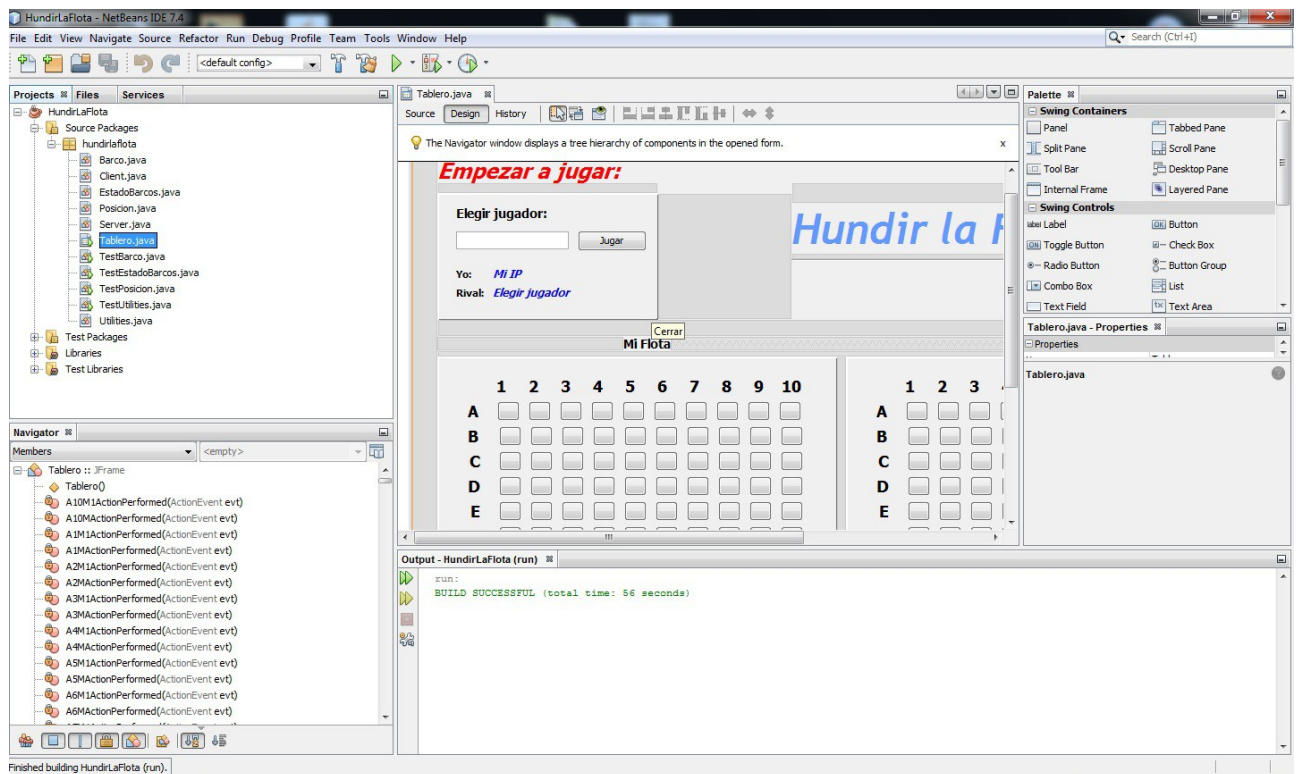 HundirLaFlota - NetBeans IDE 7.4
File Edit View Navigate Source Refactor Run Debug Profile Team Tools Window Help
Search (Ctrl+I)
<default config>
Projects Files Services
HundirLaFlota
Source Packages
hundirlaflota
Barco.java
Client.java
EstadoBarcos.java
Posicion.java
Server.java
Tablero.java
TestBarco.java
TestEstadoBarcos.java
TestPosicion.java
TestUtilities.java
Utilities.java
Test Packages
Libraries
Test Libraries
Navigator
Members <empty>
Tablero :: JFrame
Tablero()
A10M1ActionPerformed(ActionEvent evt)
A10MActionPerformed(ActionEvent evt)
A1M1ActionPerformed(ActionEvent evt)
A1MActionPerformed(ActionEvent evt)
A2M1ActionPerformed(ActionEvent evt)
A2MActionPerformed(ActionEvent evt)
A3M1ActionPerformed(ActionEvent evt)
A3MActionPerformed(ActionEvent evt)
A4M1ActionPerformed(ActionEvent evt)
A4MActionPerformed(ActionEvent evt)
A5M1ActionPerformed(ActionEvent evt)
A5MActionPerformed(ActionEvent evt)
A6M1ActionPerformed(ActionEvent evt)
A6MActionPerformed(ActionEvent evt)
Tablero.java
Source Design History
The Navigator window displays a tree hierarchy of components in the opened form. x
Empezar a jugar:
Elegir jugador:
Jugar
Yo: Mi IP
Rival: Elegir jugador
Hundir la
Cerrar
Mi Flota
1 2 3 4 5 6 7 8 9 10
A
B
C
D
E
1 2 3
A
B
C
D
E
Output - HundirLaFlota (run)
run:
BUILD SUCCESSFUL (total time: 56 seconds)
Palette
Swing Containers
Panel Tabbed Pane
Split Pane Scroll Pane
Tool Bar Desktop Pane
Internal Frame Layered Pane
Swing Controls
label Label OK Button
ON Toggle Button Check Box
Radio Button Button Group
Combo Box List
Text Field Text Area
Tablero.java - Properties
Properties
Tablero.java
Finished building HundirLaFlota (run).